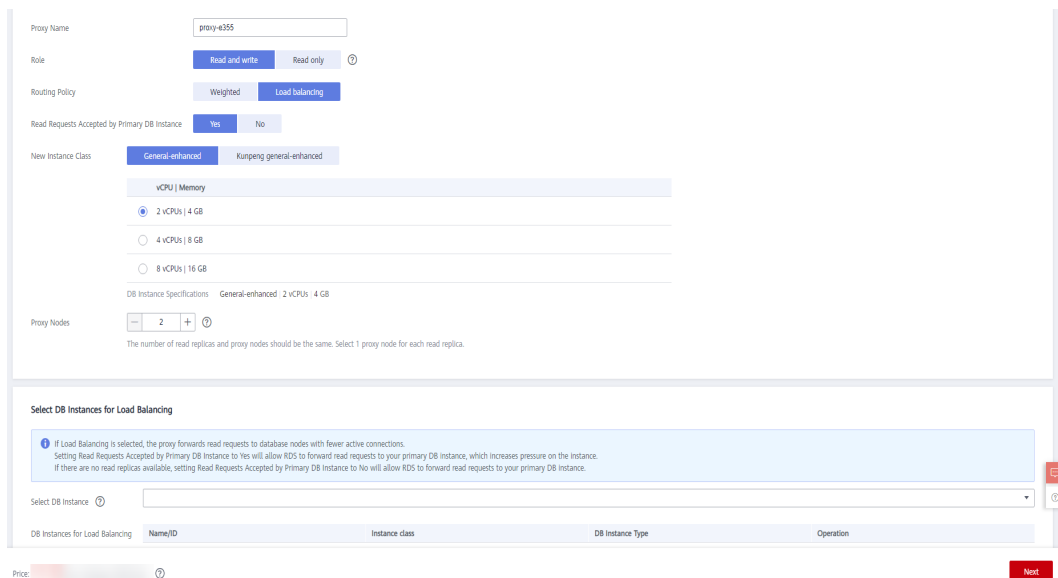 Proxy Name proxy-e355
Role Read and write Read only
Routing Policy Weighted Load balancing
Read Requests Accepted by Primary DB Instance Yes No
New Instance Class General-enhanced Kunpeng general-enhanced
vCPU | Memory
2 vCPUs | 4 GB
4 vCPUs | 8 GB
8 vCPUs | 16 GB
DB Instance Specifications General-enhanced | 2 vCPUs | 4 GB
Proxy Nodes 2
The number of read replicas and proxy nodes should be the same. Select 1 proxy node for each read replica.
Select DB Instances for Load Balancing
If Load Balancing is selected, the proxy forwards read requests to database nodes with fewer active connections.
Setting Read Requests Accepted by Primary DB Instance to Yes will allow RDS to forward read requests to your primary DB instance, which increases pressure on the instance.
If there are no read replicas available, setting Read Requests Accepted by Primary DB Instance to No will allow RDS to forward read requests to your primary DB instance.
Select DB Instance
DB Instances for Load Balancing Name/ID Instance class DB Instance Type Operation
Price: Next